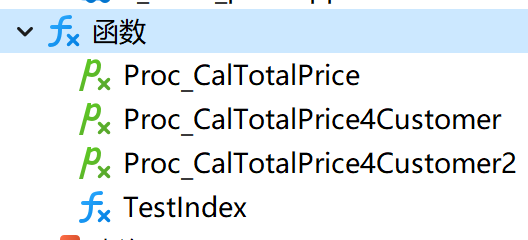 函数
Proc_CalTotalPrice
Proc_CalTotalPrice4Customer
Proc_CalTotalPrice4Customer2
TestIndex